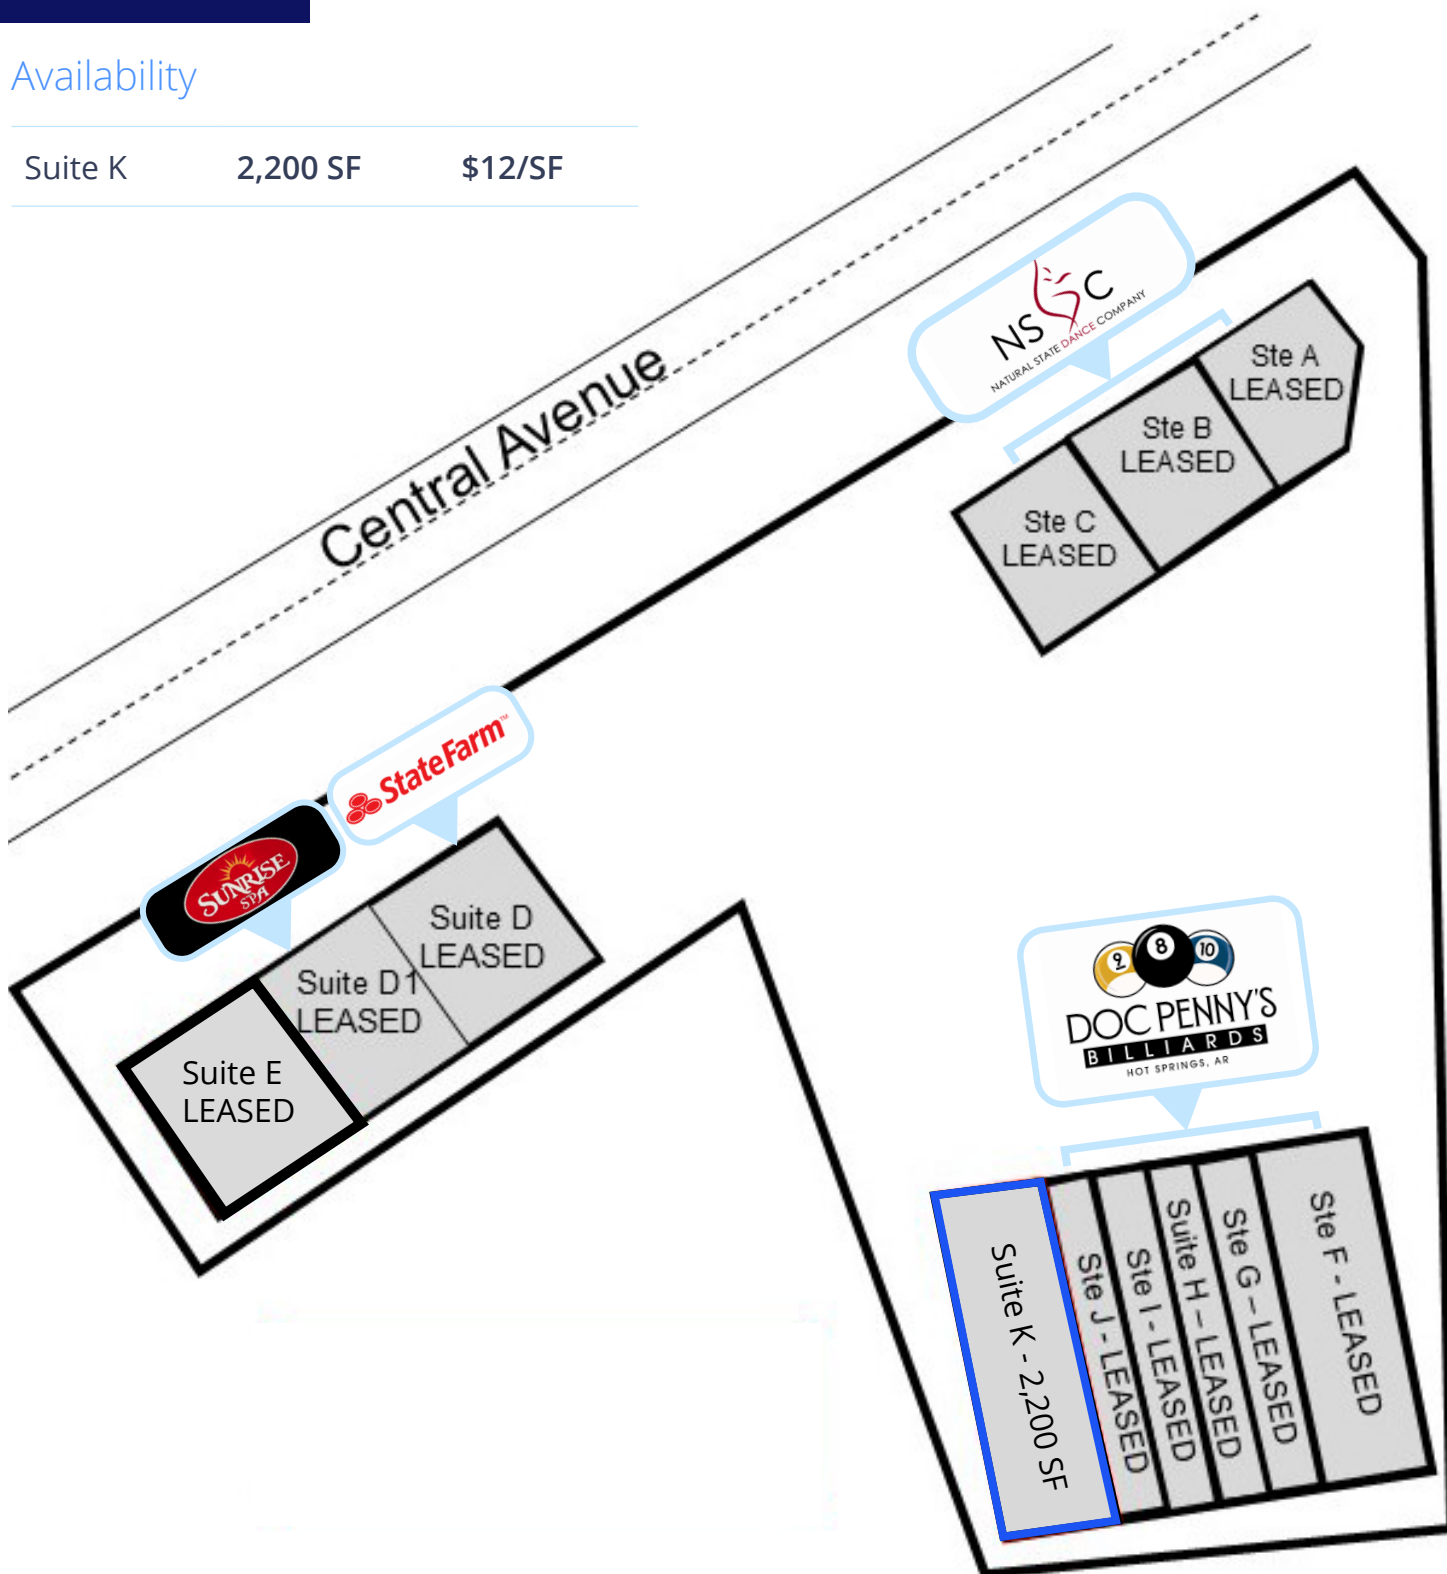 Availability
Suite K 2,200 SF $12/SF
Central Avenue
NS C
NATURAL STATE DANCE COMPANY
Ste A
LEASED
Ste B
LEASED
Ste C
LEASED
StateFarm™
SUNRISE
SPA
Suite D
LEASED
Suite D1
LEASED
Suite E
LEASED
9 8 10
DOC PENNY'S
BILLIARDS
HOT SPRINGS, AR
Suite K - 2,200 SF
Ste J - LEASED
Ste I - LEASED
Suite H – LEASED
Ste G – LEASED
Ste F - LEASED